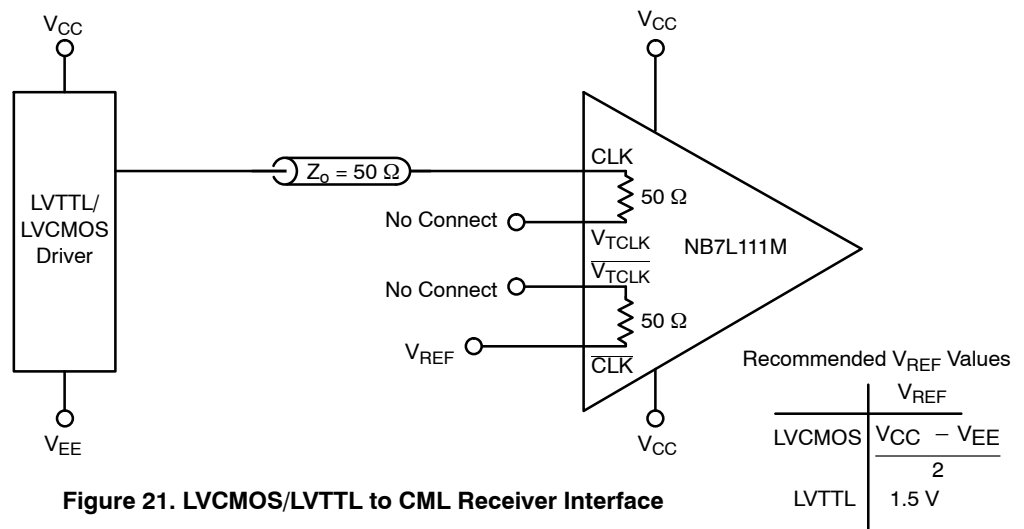 VCC
VCC
LVTTL/
LVCMOS
Driver
Zo = 50 Ω
CLK
50 Ω
No Connect
VTCLK
NB7L111M
VTCLK
No Connect
50 Ω
VREF
CLK
VEE
VCC
Recommended VREF Values
VREF
LVCMOS VCC − VEE
2
LVTTL 1.5 V
Figure 21. LVCMOS/LVTTL to CML Receiver Interface